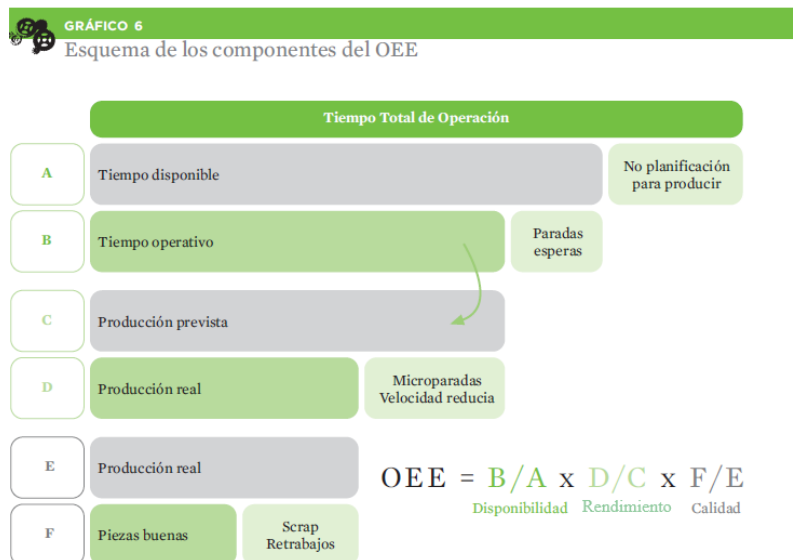 GRÁFICO 6
Esquema de los componentes del OEE
Tiempo Total de Operación
A
Tiempo disponible
No planificación
para producir
B
Tiempo operativo
Paradas
esperas
C
Producción prevista
D
Producción real
Microparadas
Velocidad reducia
E
Producción real
OEE = B/A x D/C x F/E
Disponibilidad Rendimiento Calidad
F
Piezas buenas
Scrap
Retrabajos